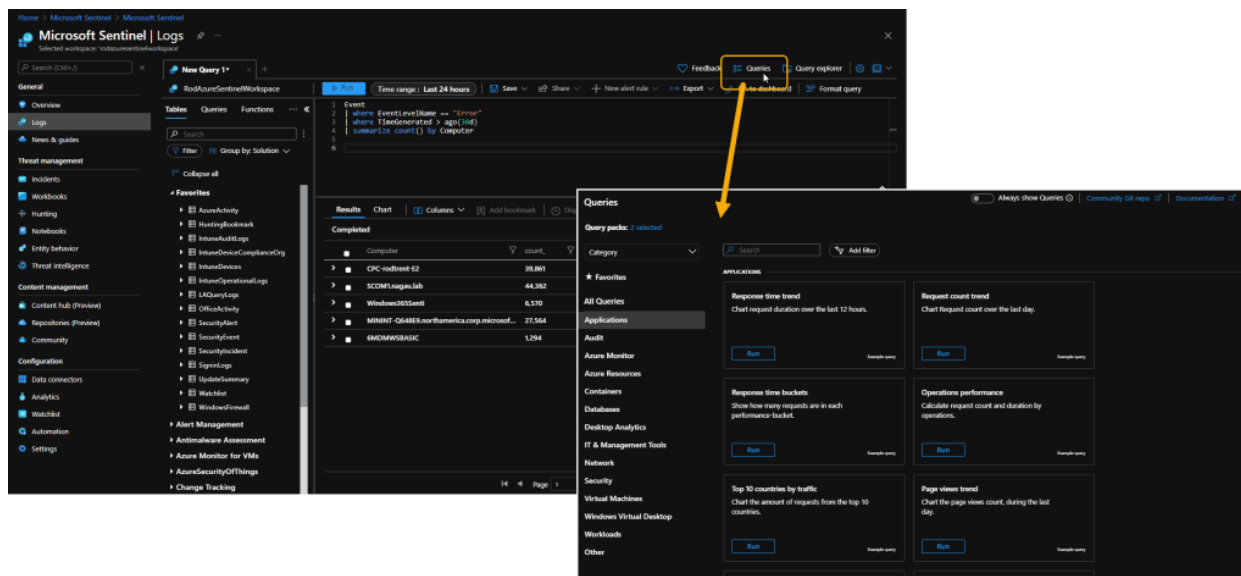 Home > Microsoft Sentinel > Microsoft Sentinel
Microsoft Sentinel | Logs
Selected workspace: 'rodazuresentinelworkspace'
Search (Ctrl+/)
General
Overview
Logs
News & guides
Threat management
Incidents
Workbooks
Hunting
Notebooks
Entity behavior
Threat intelligence
Content management
Content hub (Preview)
Repositories (Preview)
Community
Configuration
Data connectors
Analytics
Watchlist
Automation
Settings
New Query 1*
Feedback
Queries
Query explorer
RodAzureSentinelWorkspace
Run
Time range : Last 24 hours
Save
Share
New alert rule
Export
to dashboard
Format query
Tables Queries Functions
Search
Filter
Group by: Solution
Collapse all
Favorites
AzureActivity
HuntingBookmark
IntuneAuditLogs
IntuneDeviceComplianceOrg
IntuneDevices
IntuneOperationalLogs
LAQueryLogs
OfficeActivity
SecurityAlert
SecurityEvent
SecurityIncident
SigninLogs
UpdateSummary
Watchlist
WindowsFirewall
Alert Management
Antimalware Assessment
Azure Monitor for VMs
AzureSecurityOfThings
Change Tracking
1 Event
2 | where EventLevelName == "Error"
3 | where TimeGenerated > ago(30d)
4 | summarize count() by Computer
5
6
Results Chart Columns Add bookmark
Completed
Computer count_
CPC-rodtrent-E2 39,861
SCOM1.nagau.lab 44,362
Windows365Senti 6,570
MININT-Q648E9.northamerica.corp.microsof... 27,564
6MDMWSBASIC 1,294
Page 1
Queries
Always show Queries
Community Git repo
Documentation
Query packs: 2 selected
Category
Search
Add filter
Favorites
All Queries
Applications
Audit
Azure Monitor
Azure Resources
Containers
Databases
Desktop Analytics
IT & Management Tools
Network
Security
Virtual Machines
Windows Virtual Desktop
Workloads
Other
APPLICATIONS
Response time trend
Chart request duration over the last 12 hours.
Run
Example query
Request count trend
Chart Request count over the last day.
Run
Example query
Response time buckets
Show how many requests are in each
performance-bucket.
Run
Example query
Operations performance
Calculate request count and duration by
operations.
Run
Example query
Top 10 countries by traffic
Chart the amount of requests from the top 10
countries.
Run
Example query
Page views trend
Chart the page views count, during the last
day.
Run
Example query